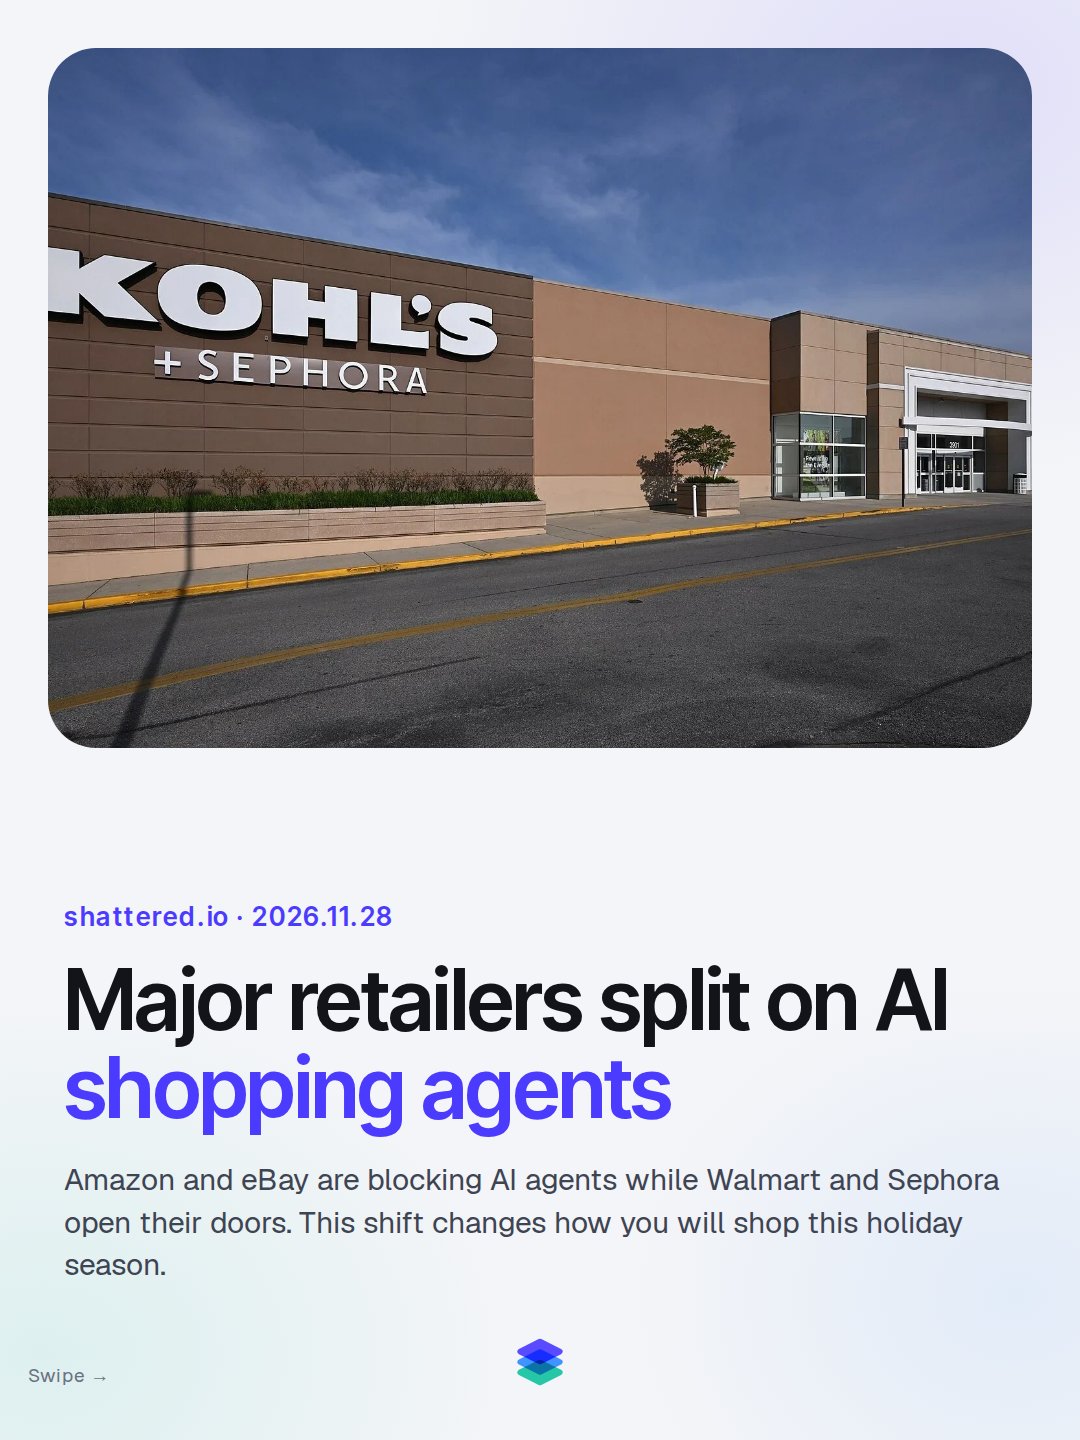 KOHL'S
+ SEPHORA
2901
shattered.io · 2026.11.28
Major retailers split on AI
shopping agents
Amazon and eBay are blocking AI agents while Walmart and Sephora
open their doors. This shift changes how you will shop this holiday
season.
Swipe →